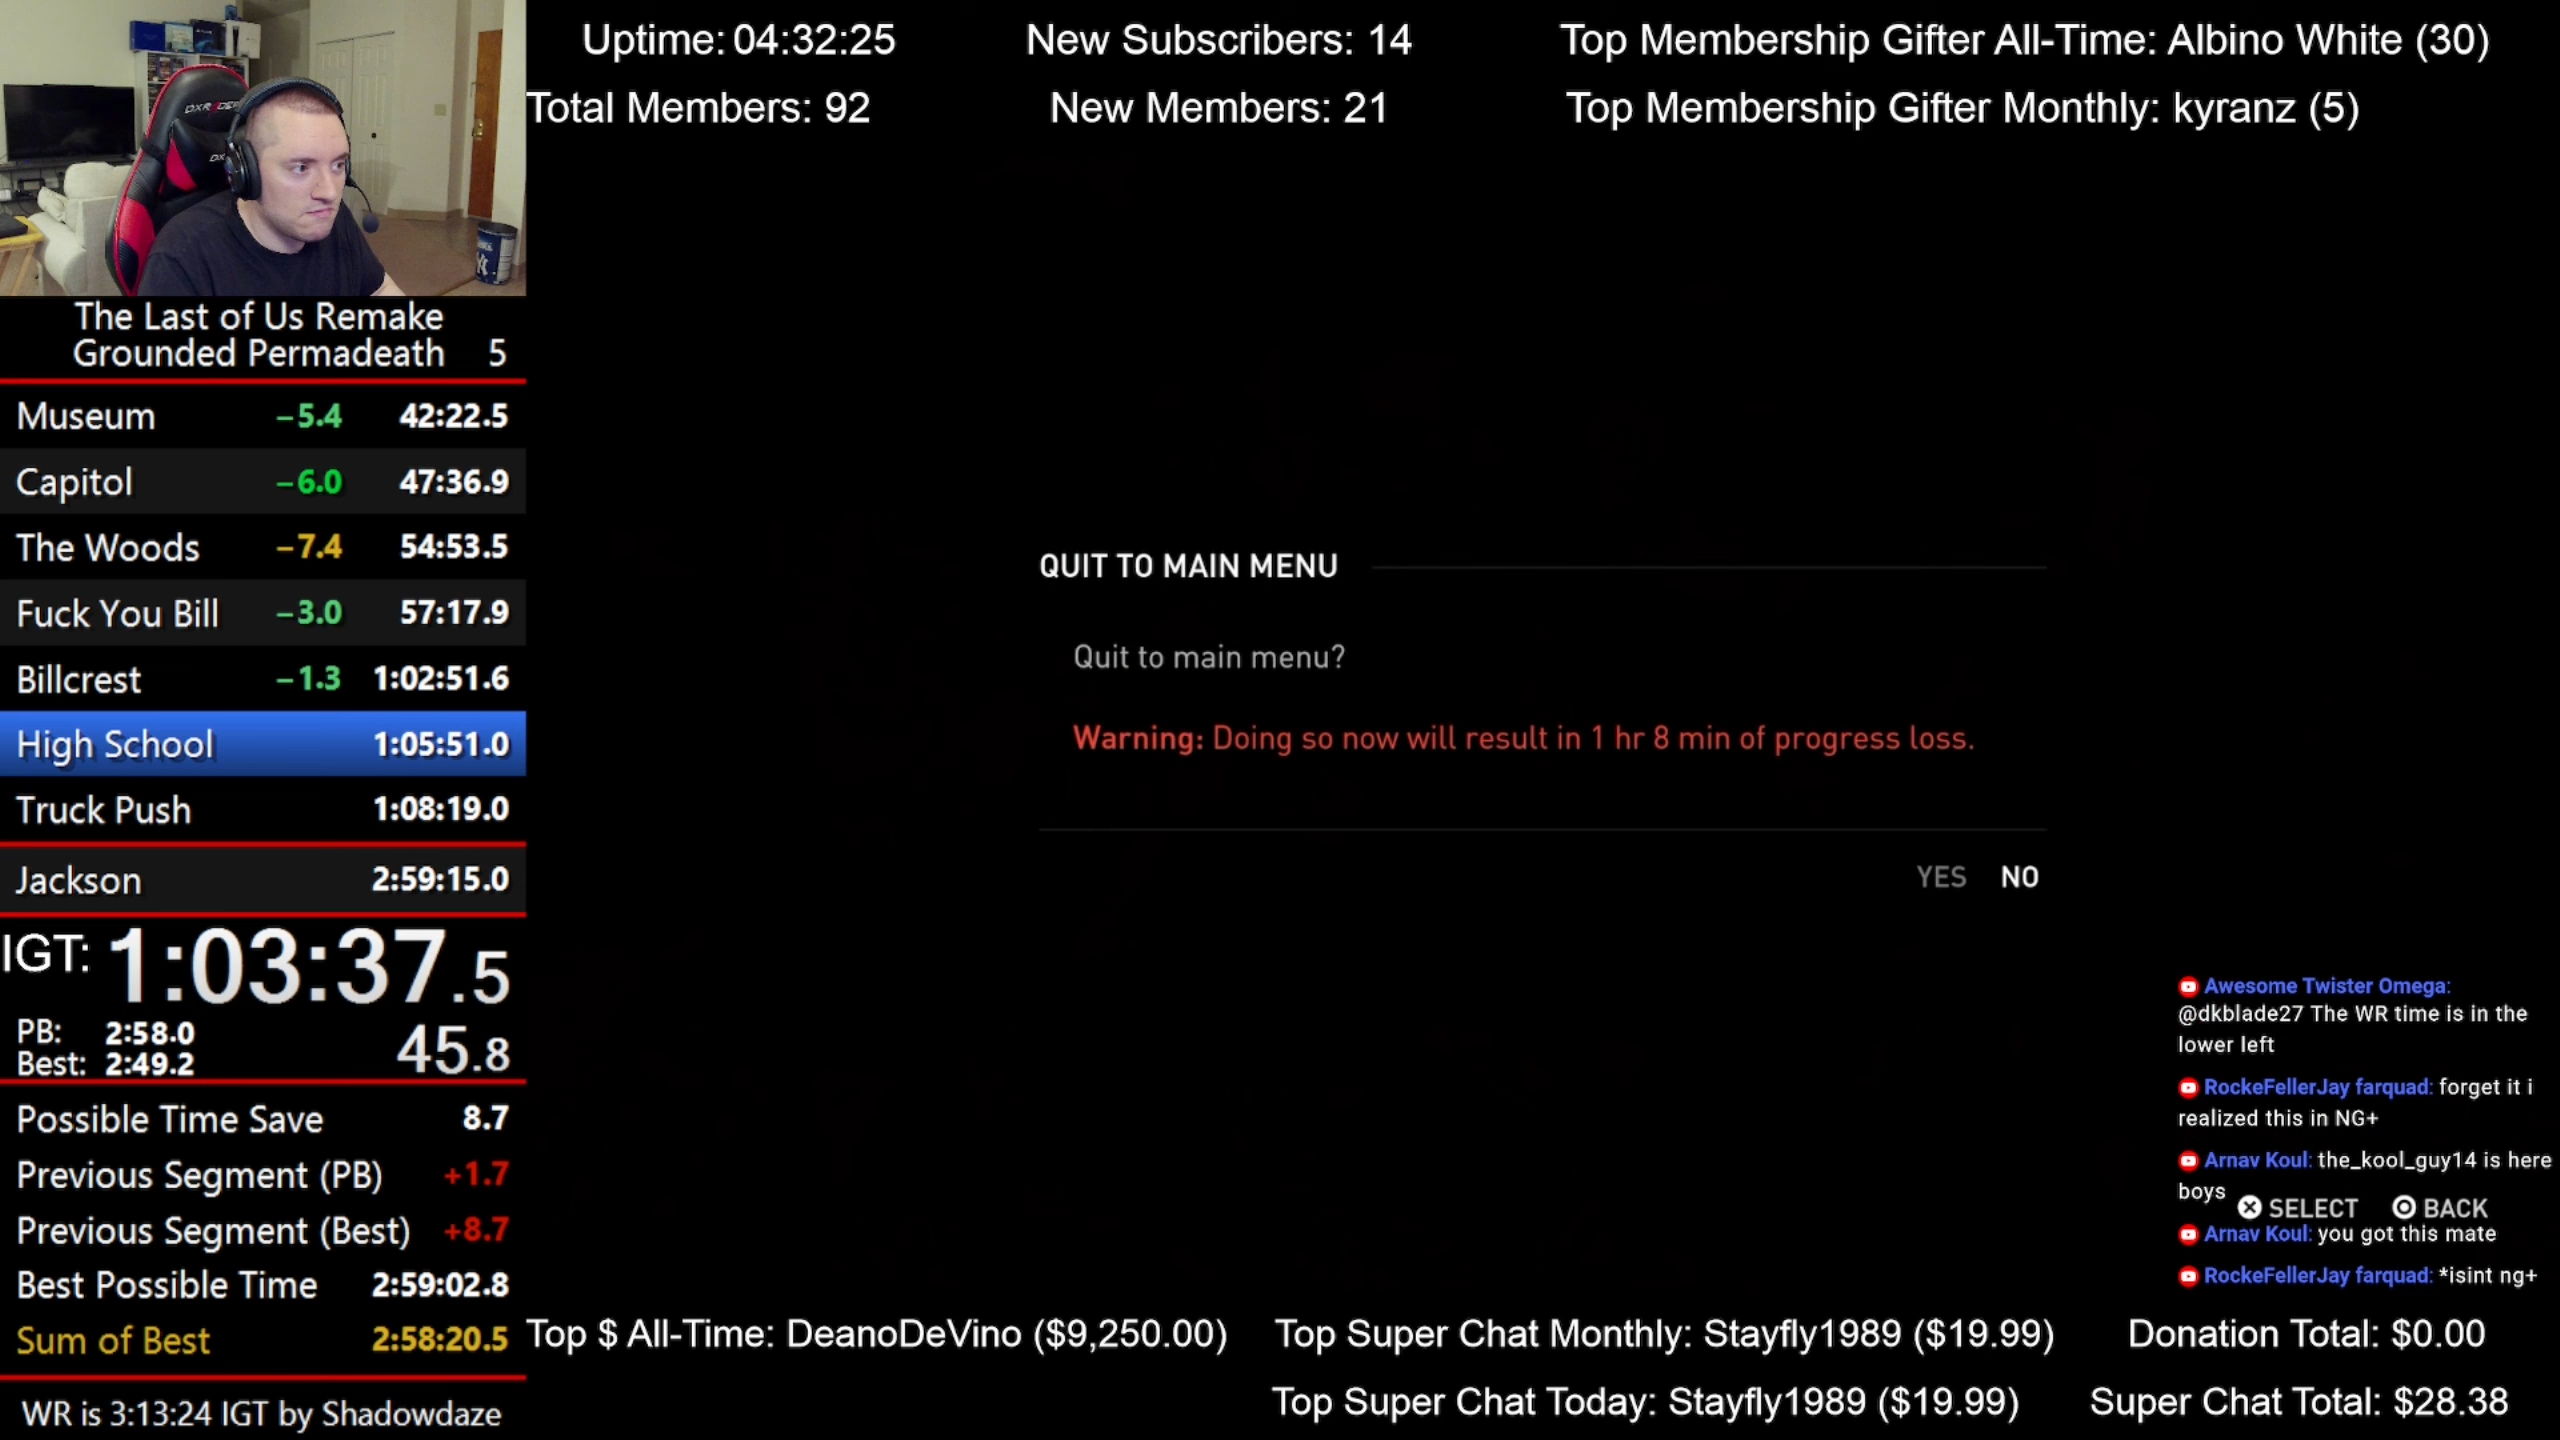 Uptime: 04:32:25
New Subscribers: 14
Top Membership Gifter All-Time: Albino White (30)
Total Members: 92
New Members: 21
Top Membership Gifter Monthly: kyranz (5)
The Last of Us Remake
Grounded Permadeath 5
Museum -5.4 42:22.5
Capitol -6.0 47:36.9
The Woods -7.4 54:53.5
Fuck You Bill -3.0 57:17.9
Billcrest -1.3 1:02:51.6
High School 1:05:51.0
Truck Push 1:08:19.0
Jackson 2:59:15.0
IGT: 1:03:37.5
PB: 2:58.0
Best: 2:49.2
45.8
Possible Time Save 8.7
Previous Segment (PB) +1.7
Previous Segment (Best) +8.7
Best Possible Time 2:59:02.8
Sum of Best 2:58:20.5
WR is 3:13:24 IGT by Shadowdaze
QUIT TO MAIN MENU
Quit to main menu?
Warning: Doing so now will result in 1 hr 8 min of progress loss.
YES NO
Awesome Twister Omega:
@dkblade27 The WR time is in the
lower left
RockeFellerJay farquad: forget it i
realized this in NG+
Arnav Koul: the_kool_guy14 is here
boys
SELECT BACK
Arnav Koul: you got this mate
RockeFellerJay farquad: *isint ng+
Top $ All-Time: DeanoDeVino ($9,250.00)
Top Super Chat Monthly: Stayfly1989 ($19.99)
Donation Total: $0.00
Top Super Chat Today: Stayfly1989 ($19.99)
Super Chat Total: $28.38